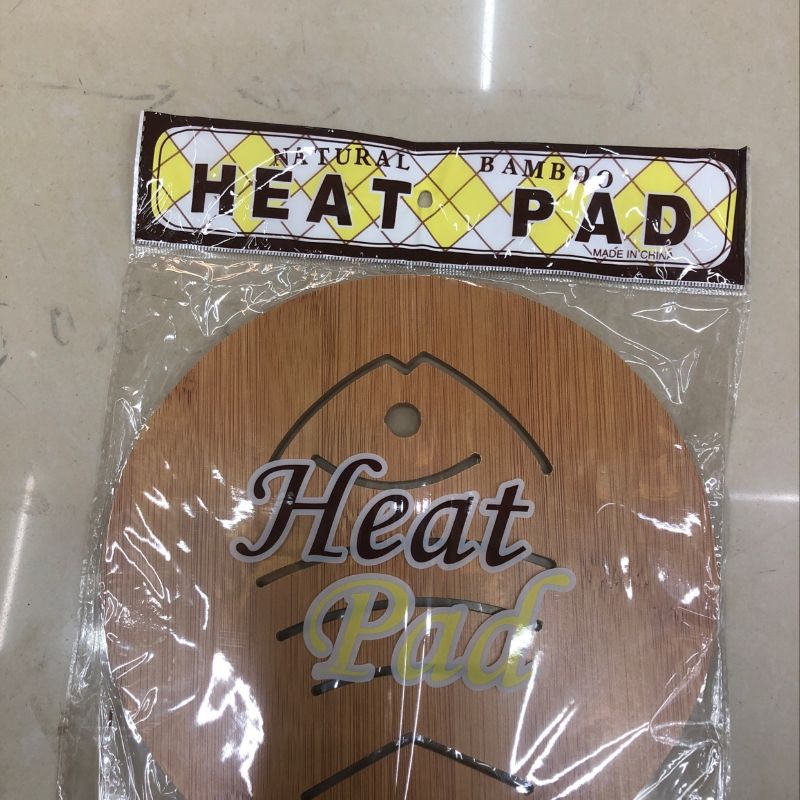 NATURAL BAMBOO
HEAT PAD
MADE IN CHINA
Heat
Pad